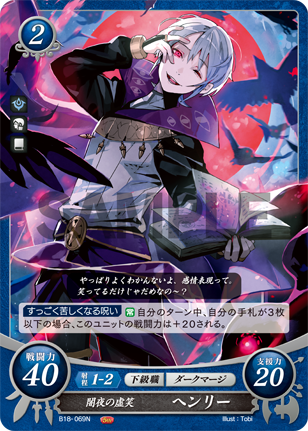 2
SAMPLE
やっぱりよくわかんないよ、感情表現って。
笑ってるだけじゃだめなの～?
すっごく苦しくなる呪い 常 自分のターン中、自分の手札が3枚
以下の場合、このユニットの戦闘力は+20される。
戦闘力
40
射程 1-2 下級職 ダークマージ
支援力
20
闇夜の虚笑 ヘンリー
B18-069N
Illust : Tobi